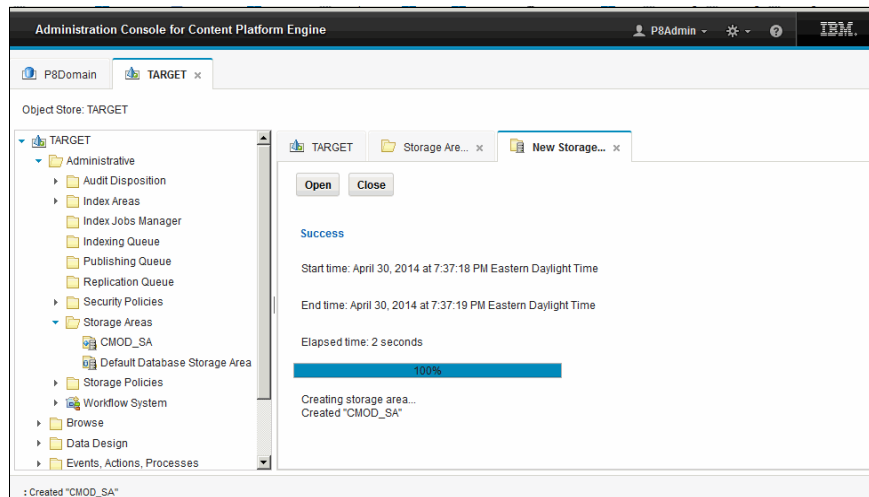 Administration Console for Content Platform Engine
P8Admin
?
IBM.
P8Domain
TARGET ×
Object Store: TARGET
TARGET
Administrative
Audit Disposition
Index Areas
Index Jobs Manager
Indexing Queue
Publishing Queue
Replication Queue
Security Policies
Storage Areas
CMOD_SA
Default Database Storage Area
Storage Policies
Workflow System
Browse
Data Design
Events, Actions, Processes
TARGET
Storage Are... ×
New Storage... ×
Open
Close
Success
Start time: April 30, 2014 at 7:37:18 PM Eastern Daylight Time
End time: April 30, 2014 at 7:37:19 PM Eastern Daylight Time
Elapsed time: 2 seconds
100%
Creating storage area...
Created "CMOD_SA"
: Created "CMOD_SA"